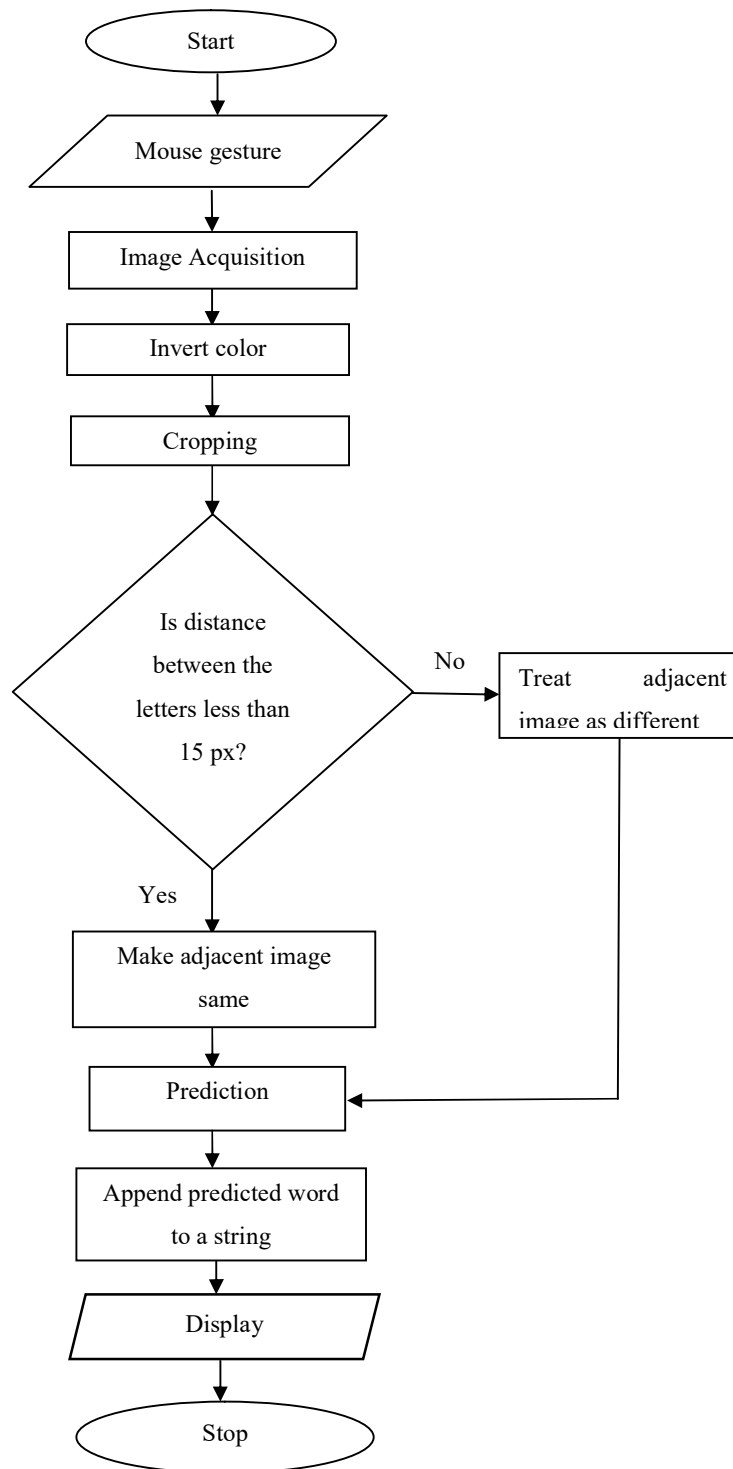 Start
Mouse gesture
Image Acquisition
Invert color
Cropping
Is distance
between the
letters less than
15 px?
No
Treat adjacent
image as different
Yes
Make adjacent image
same
Prediction
Append predicted word
to a string
Display
Stop